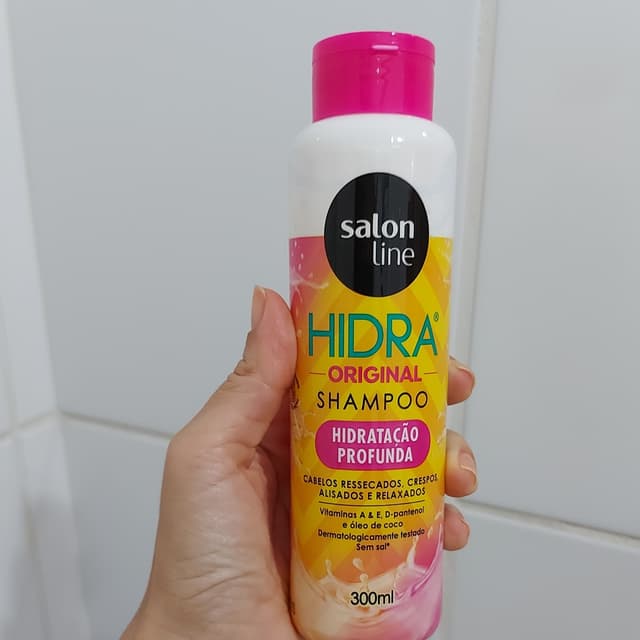 salon
line
HIDRA®
ORIGINAL
SHAMPOO
HIDRATAÇÃO
PROFUNDA
CABELOS RESSECADOS, CRESPOS,
ALISADOS E RELAXADOS
Vitaminas A & E, D-pantenol
e óleo de coco
Dermatologicamente testado
Sem sal*
300ml